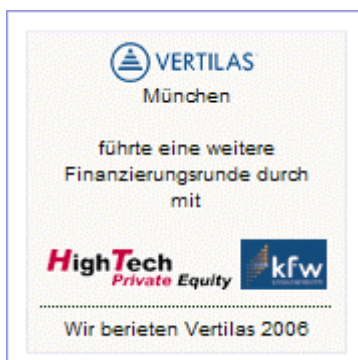 VERTILAS
München
führte eine weitere
Finanzierungsrunde durch
mit
HighTech
Private Equity
kfw
Wir berieten Vertilas 2006